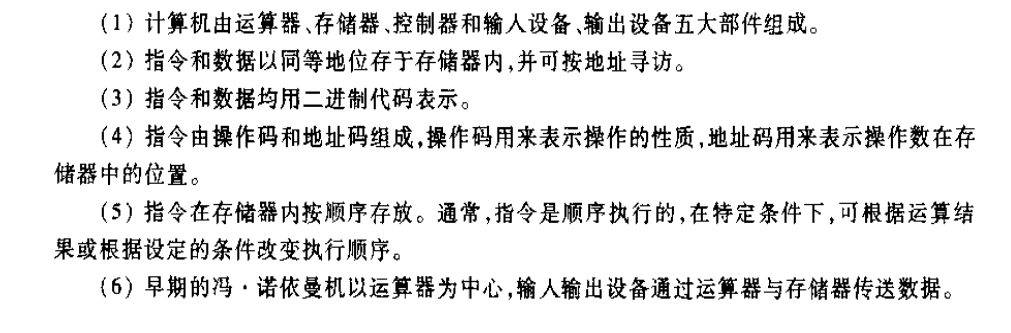 (1) 计算机由运算器、存储器、控制器和输入设备、输出设备五大部件组成。
(2) 指令和数据以同等地位存于存储器内,并可按地址寻访。
(3) 指令和数据均用二进制代码表示。
(4) 指令由操作码和地址码组成,操作码用来表示操作的性质,地址码用来表示操作数在存
储器中的位置。
(5) 指令在存储器内按顺序存放。通常,指令是顺序执行的,在特定条件下,可根据运算结
果或根据设定的条件改变执行顺序。
(6) 早期的冯·诺依曼机以运算器为中心,输入输出设备通过运算器与存储器传送数据。